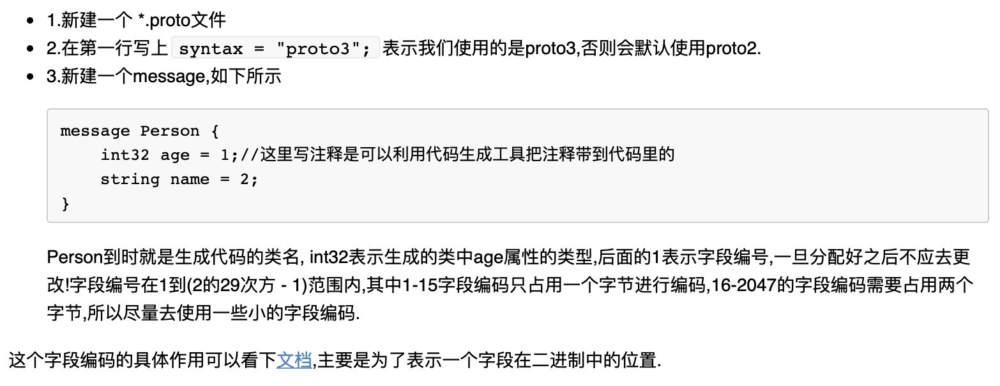 • 1.新建一个 *.proto文件
• 2.在第一行写上 syntax = "proto3"; 表示我们使用的是proto3,否则会默认使用proto2.
• 3.新建一个message,如下所示
message Person {
    int32 age = 1;//这里写注释是可以利用代码生成工具把注释带到代码里的
    string name = 2;
}
Person到时就是生成代码的类名, int32表示生成的类中age属性的类型,后面的1表示字段编号,一旦分配好之后不应去更
改!字段编号在1到(2的29次方 - 1)范围内,其中1-15字段编码只占用一个字节进行编码,16-2047的字段编码需要占用两个
字节,所以尽量去使用一些小的字段编码.
这个字段编码的具体作用可以看下文档,主要是为了表示一个字段在二进制中的位置.